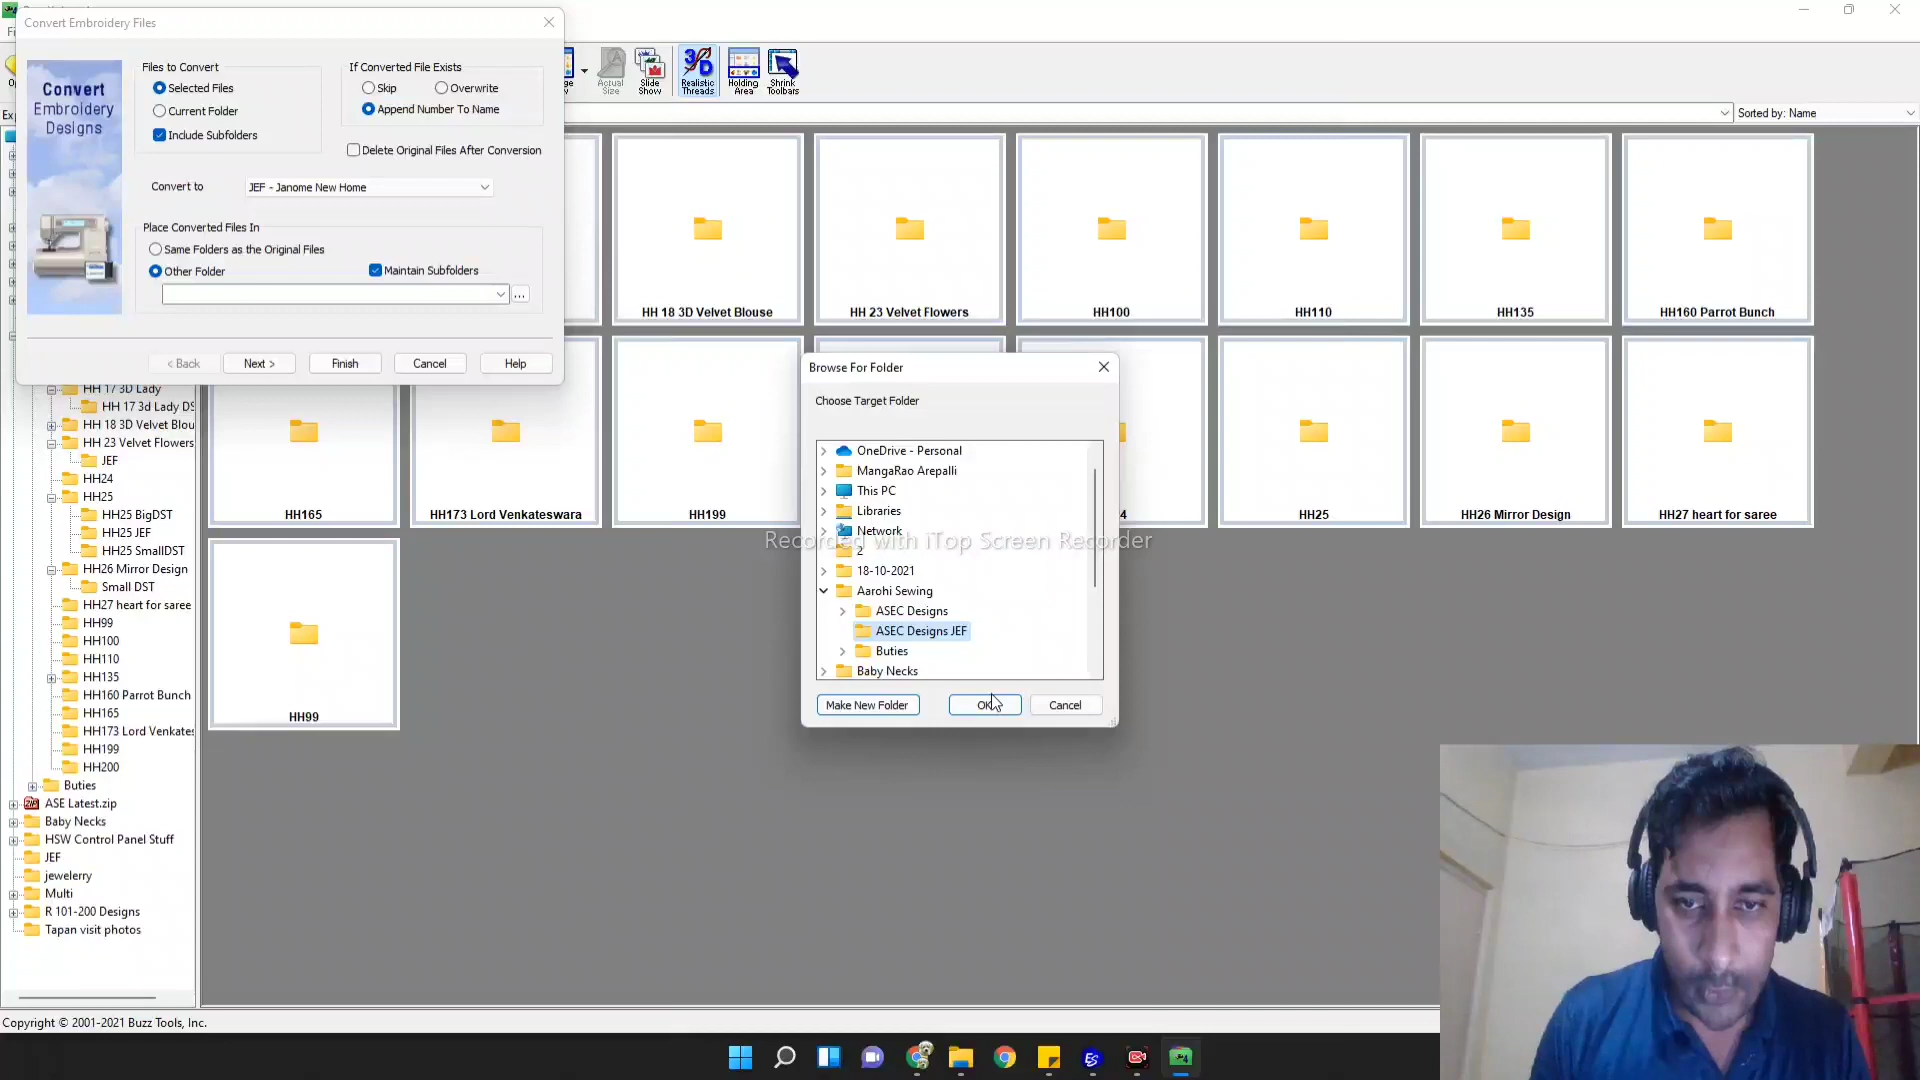 Convert Embroidery Files
Convert
Embroidery
Designs
Files to Convert
Selected Files
Current Folder
Include Subfolders
If Converted File Exists
Skip
Overwrite
Append Number To Name
Delete Original Files After Conversion
Convert to
JEF - Janome New Home
Place Converted Files In
Same Folders as the Original Files
Other Folder
Maintain Subfolders
...
< Back
Next >
Finish
Cancel
Help
Actual
Size
Slide
Show
3D
Realistic
Threads
Holding
Area
Shrink
Toolbars
Sorted by: Name
HH 18 3D Velvet Blouse
HH 23 Velvet Flowers
HH100
HH110
HH135
HH160 Parrot Bunch
HH165
HH173 Lord Venkateswara
HH199
4
HH25
HH26 Mirror Design
HH27 heart for saree
HH99
HH 17 3D Lady
HH 17 3d Lady DS
HH 18 3D Velvet Blou
HH 23 Velvet Flowers
JEF
HH24
HH25
HH25 BigDST
HH25 JEF
HH25 SmallDST
HH26 Mirror Design
Small DST
HH27 heart for saree
HH99
HH100
HH110
HH135
HH160 Parrot Bunch
HH165
HH173 Lord Venkates
HH199
HH200
Buties
ASE Latest.zip
Baby Necks
HSW Control Panel Stuff
JEF
jewelerry
Multi
R 101-200 Designs
Tapan visit photos
Browse For Folder
Choose Target Folder
OneDrive - Personal
MangaRao Arepalli
This PC
Libraries
Network
2
18-10-2021
Aarohi Sewing
ASEC Designs
ASEC Designs JEF
Buties
Baby Necks
Make New Folder
OK
Cancel
Recorded with iTop Screen Recorder
Copyright © 2001-2021 Buzz Tools, Inc.